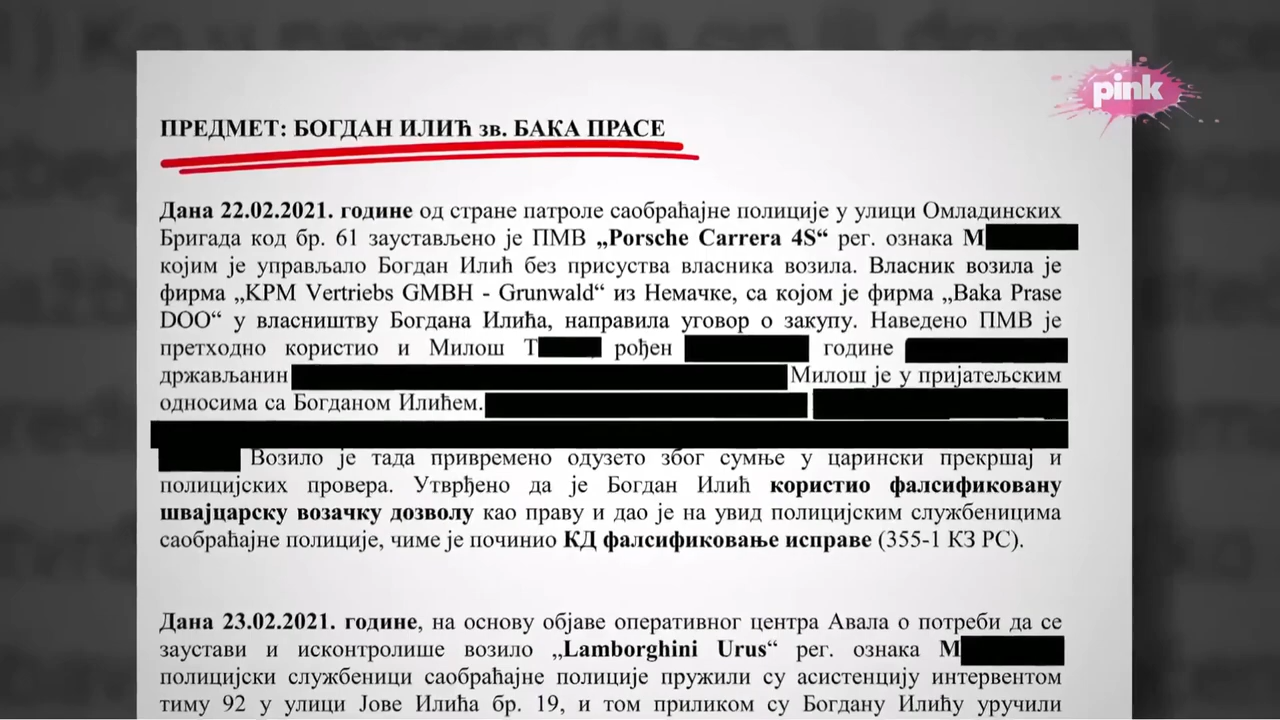 pink
ПРЕДМЕТ: БОГДАН ИЛИЋ зв. БАКА ПРАСЕ
Дана 22.02.2021. године од стране патроле саобраћајне полиције у улици Омладинских
Бригада код бр. 61 заустављено је ПМВ „Porsche Carrera 4S“ рег. ознака М
којим је управљало Богдан Илић без присуства власника возила. Власник возила је
фирма „KPM Vertriebs GMBH - Grunwald“ из Немачке, са којом је фирма „Baka Prase
DOO“ у власништву Богдана Илића, направила уговор о закупу. Наведено ПМВ је
претходно користио и Милош Т рођен године
држављанин Милош је у пријатељским
односима са Богданом Илићем.
Возило је тада привремено одузето због сумње у царински прекршај и
полицијских провера. Утврђено да је Богдан Илић користио фалсификовану
швајцарску возачку дозволу као праву и дао је на увид полицијским службеницима
саобраћајне полиције, чиме је починио КД фалсификовање исправе (355-1 КЗ РС).
Дана 23.02.2021. године, на основу објаве оперативног центра Авала о потреби да се
заустави и исконтролише возило „Lamborghini Urus“ рег. ознака М
полицијски службеници саобраћајне полиције пружили су асистенцију интервентом
тиму 92 у улици Јове Илића бр. 19, и том приликом су Богдану Илићу уручили